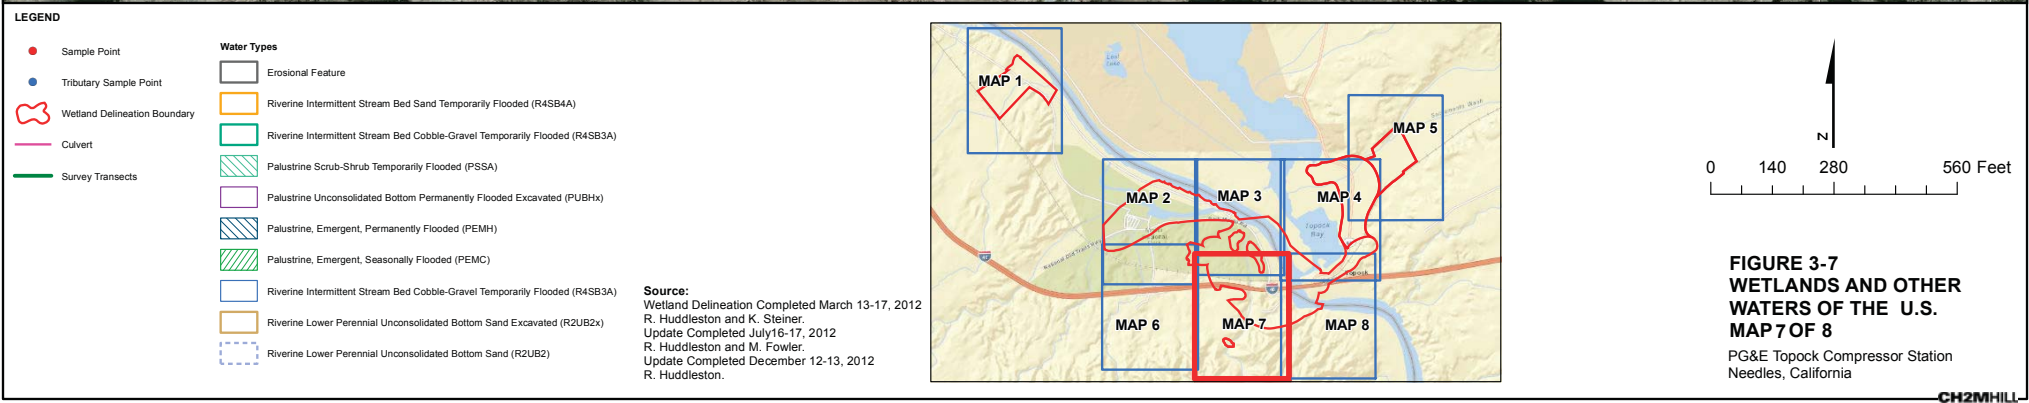 LEGEND
Sample Point
Tributary Sample Point
Wetland Delineation Boundary
Culvert
Survey Transects
Water Types
Erosional Feature
Riverine Intermittent Stream Bed Sand Temporarily Flooded (R4SB4A)
Riverine Intermittent Stream Bed Cobble-Gravel Temporarily Flooded (R4SB3A)
Palustrine Scrub-Shrub Temporarily Flooded (PSSA)
Palustrine Unconsolidated Bottom Permanently Flooded Excavated (PUBHx)
Palustrine, Emergent, Permanently Flooded (PEMH)
Palustrine, Emergent, Seasonally Flooded (PEMC)
Riverine Intermittent Stream Bed Cobble-Gravel Temporarily Flooded (R4SB3A)
Riverine Lower Perennial Unconsolidated Bottom Sand Excavated (R2UB2x)
Riverine Lower Perennial Unconsolidated Bottom Sand (R2UB2)
Source:
Wetland Delineation Completed March 13-17, 2012
R. Huddleston and K. Steiner.
Update Completed July16-17, 2012
R. Huddleston and M. Fowler.
Update Completed December 12-13, 2012
R. Huddleston.
MAP 1
MAP 5
MAP 2
MAP 3
MAP 4
Topock
Bay
Topock
MAP 6
MAP 7
MAP 8
N
0 140 280 560 Feet
FIGURE 3-7
WETLANDS AND OTHER
WATERS OF THE U.S.
MAP 7 OF 8
PG&E Topock Compressor Station
Needles, California
CH2MHILL